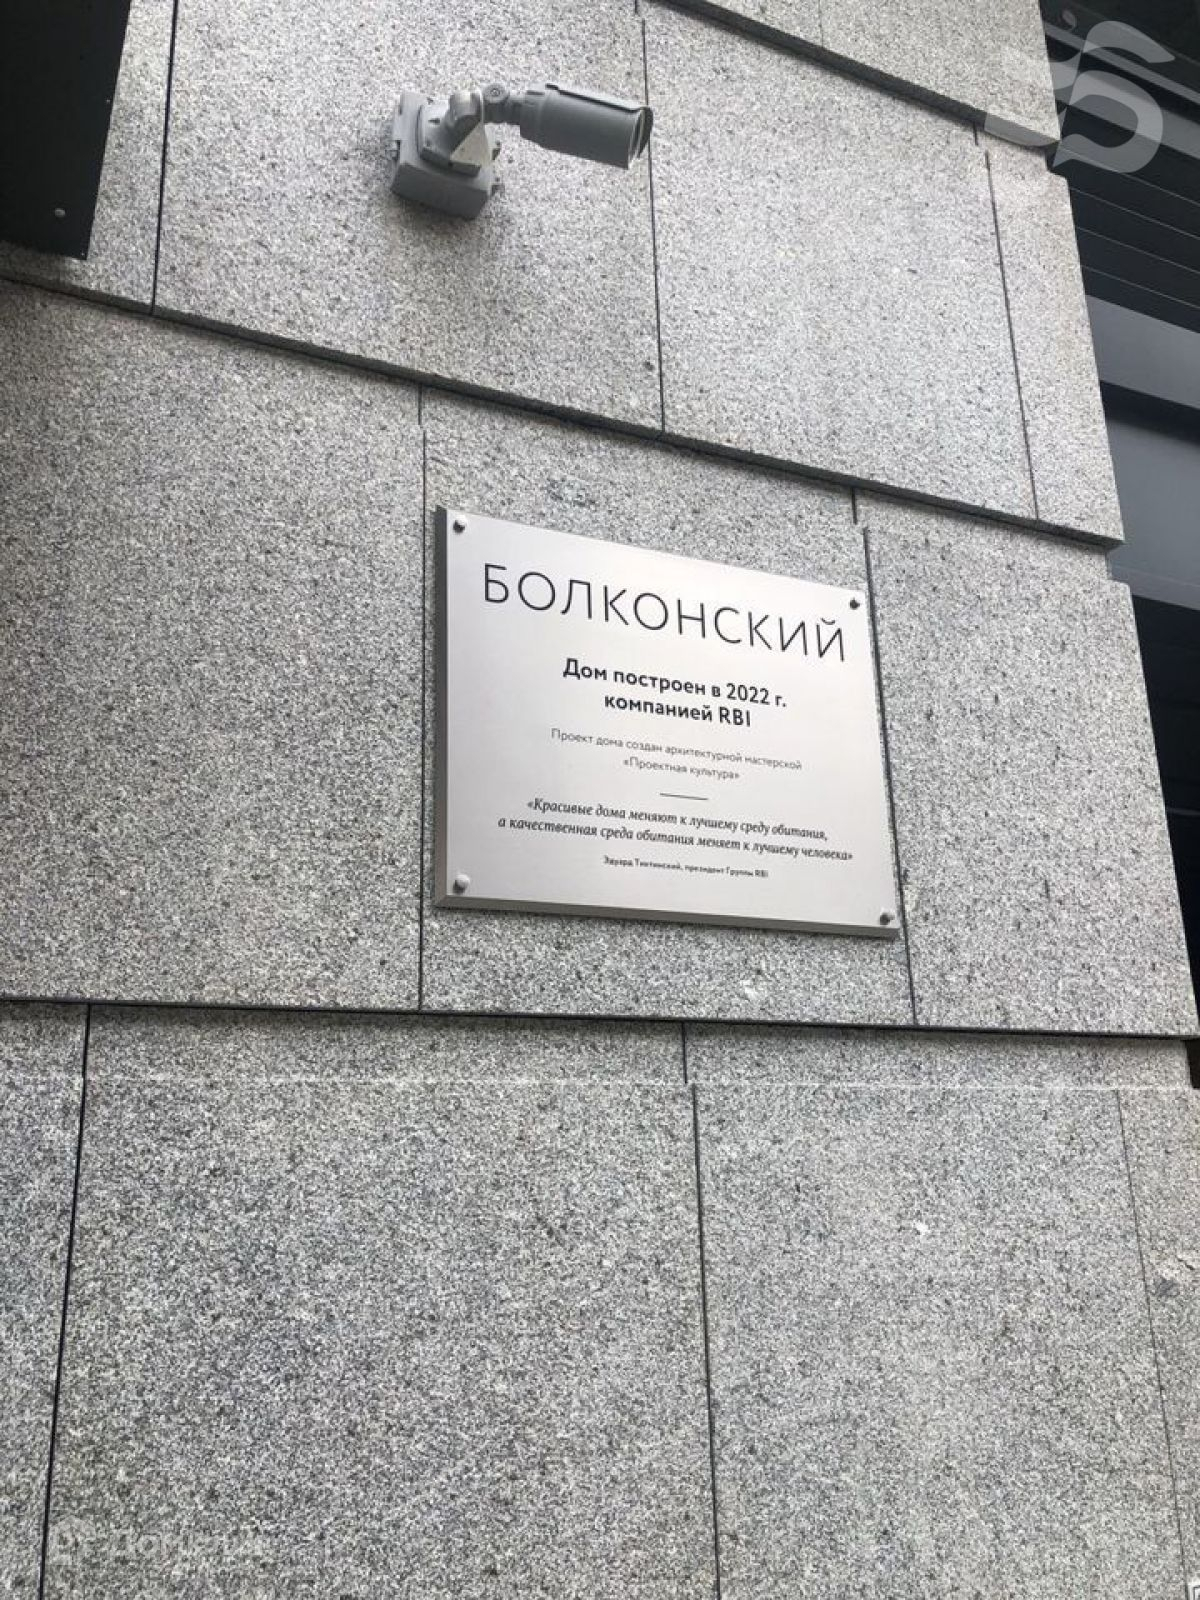 БОЛКОНСКИЙ
Дом построен в 2022 г.
компанией RBI
Проект дома создан архитектурной мастерской
«Проектная культура»
«Красивые дома меняют к лучшему среду обитания,
а качественная среда обитания меняет к лучшему человека»
Эдуард Тиктинский, президент Группы RBI